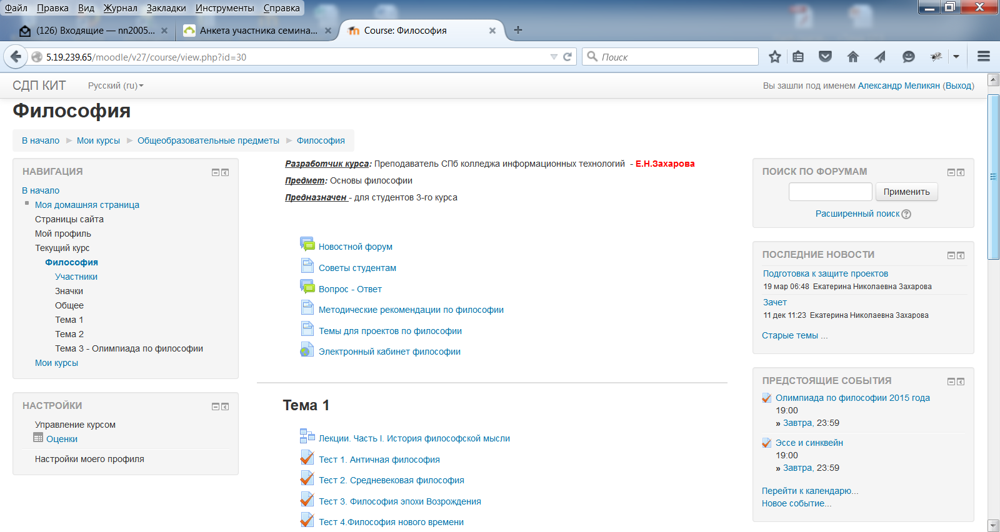 Файл Правка Вид Журнал Закладки Инструменты Справка
(126) Входящие — nn2005... Анкета участника семина... Course: Философия
5.19.239.65/moodle/v27/course/view.php?id=30 Поиск
СДП КИТ Русский (ru) Вы зашли под именем Александр Меликян (Выход)
Философия
В начало Мои курсы Общеобразовательные предметы Философия
НАВИГАЦИЯ
В начало
Моя домашняя страница
Страницы сайта
Мой профиль
Текущий курс
Философия
Участники
Значки
Общее
Тема 1
Тема 2
Тема 3 - Олимпиада по философии
Мои курсы
НАСТРОЙКИ
Управление курсом
Оценки
Настройки моего профиля
Разработчик курса: Преподаватель СПб колледжа информационных технологий - Е.Н.Захарова
Предмет: Основы философии
Предназначен - для студентов 3-го курса
Новостной форум
Советы студентам
Вопрос - Ответ
Методические рекомендации по философии
Темы для проектов по философии
Электронный кабинет философии
Тема 1
Лекции. Часть I. История философской мысли
Тест 1. Античная философия
Тест 2. Средневековая философия
Тест 3. Философия эпохи Возрождения
Тест 4.Философия нового времени
ПОИСК ПО ФОРУМАМ
Применить
Расширенный поиск ?
ПОСЛЕДНИЕ НОВОСТИ
Подготовка к защите проектов
19 мар 06:48 Екатерина Николаевна Захарова
Зачет
11 дек 11:23 Екатерина Николаевна Захарова
Старые темы ...
ПРЕДСТОЯЩИЕ СОБЫТИЯ
Олимпиада по философии 2015 года
19:00
» Завтра, 23:59
Эссе и синквейн
19:00
» Завтра, 23:59
Перейти к календарю...
Новое событие...